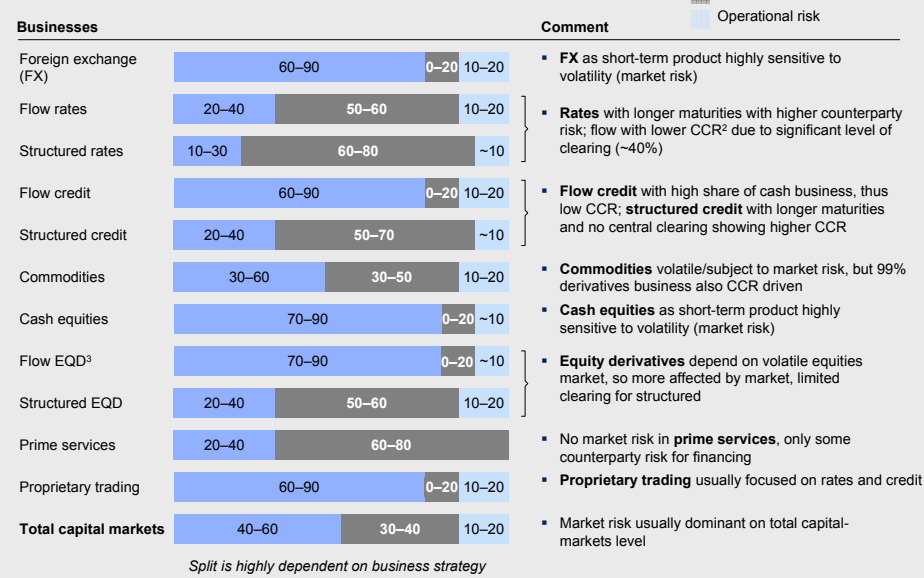 Operational risk
Businesses
Comment
Foreign exchange
(FX)
60–90
0–20
10–20
▪ FX as short-term product highly sensitive to
volatility (market risk)
Flow rates
20–40
50–60
10–20
Structured rates
10–30
60–80
~10
▪ Rates with longer maturities with higher counterparty
risk; flow with lower CCR² due to significant level of
clearing (~40%)
Flow credit
60–90
0–20
10–20
Structured credit
20–40
50–70
~10
▪ Flow credit with high share of cash business, thus
low CCR; structured credit with longer maturities
and no central clearing showing higher CCR
Commodities
30–60
30–50
10–20
▪ Commodities volatile/subject to market risk, but 99%
derivatives business also CCR driven
Cash equities
70–90
0–20
~10
▪ Cash equities as short-term product highly
sensitive to volatility (market risk)
Flow EQD³
70–90
0–20
~10
Structured EQD
20–40
50–60
10–20
▪ Equity derivatives depend on volatile equities
market, so more affected by market, limited
clearing for structured
Prime services
20–40
60–80
▪ No market risk in prime services, only some
counterparty risk for financing
Proprietary trading
60–90
0–20
10–20
▪ Proprietary trading usually focused on rates and credit
Total capital markets
40–60
30–40
10–20
▪ Market risk usually dominant on total capital-
markets level
Split is highly dependent on business strategy